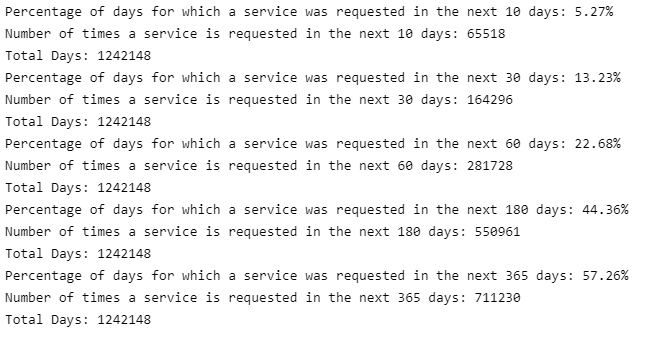 Percentage of days for which a service was requested in the next 10 days: 5.27%
Number of times a service is requested in the next 10 days: 65518
Total Days: 1242148
Percentage of days for which a service was requested in the next 30 days: 13.23%
Number of times a service is requested in the next 30 days: 164296
Total Days: 1242148
Percentage of days for which a service was requested in the next 60 days: 22.68%
Number of times a service is requested in the next 60 days: 281728
Total Days: 1242148
Percentage of days for which a service was requested in the next 180 days: 44.36%
Number of times a service is requested in the next 180 days: 550961
Total Days: 1242148
Percentage of days for which a service was requested in the next 365 days: 57.26%
Number of times a service is requested in the next 365 days: 711230
Total Days: 1242148